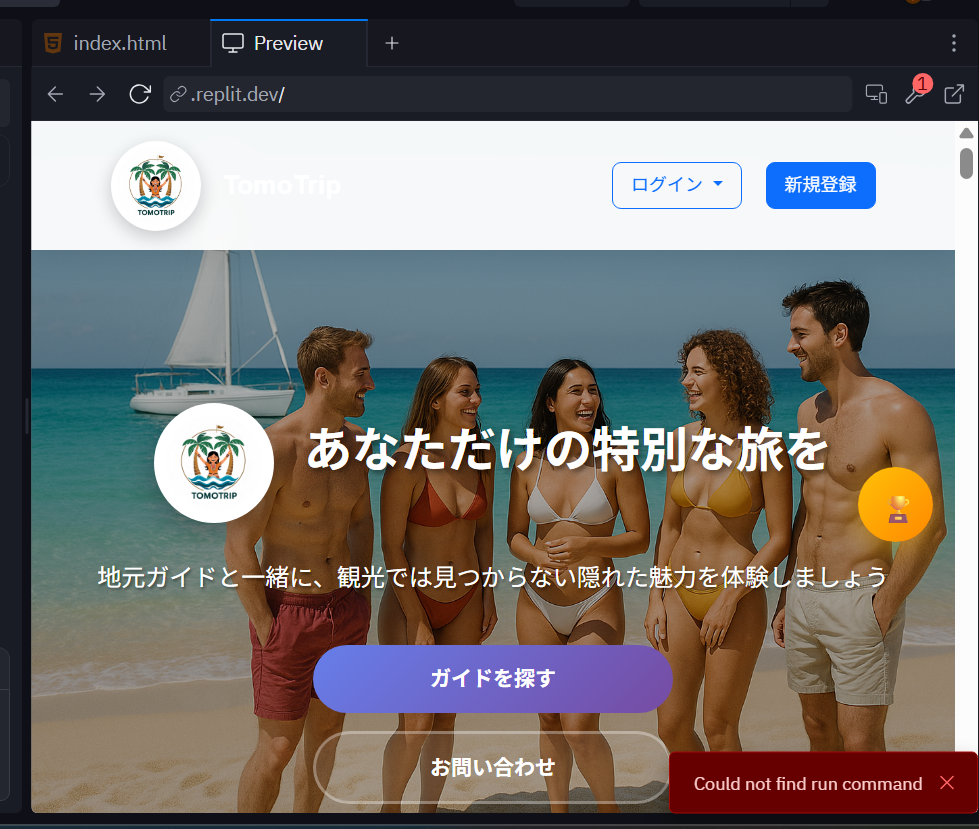 index.html
Preview
.replit.dev/
1
TOMOTRIP
TomoTrip
ログイン
新規登録
TOMOTRIP
あなただけの特別な旅を
地元ガイドと一緒に、観光では見つからない隠れた魅力を体験しましょう
ガイドを探す
お問い合わせ
Could not find run command